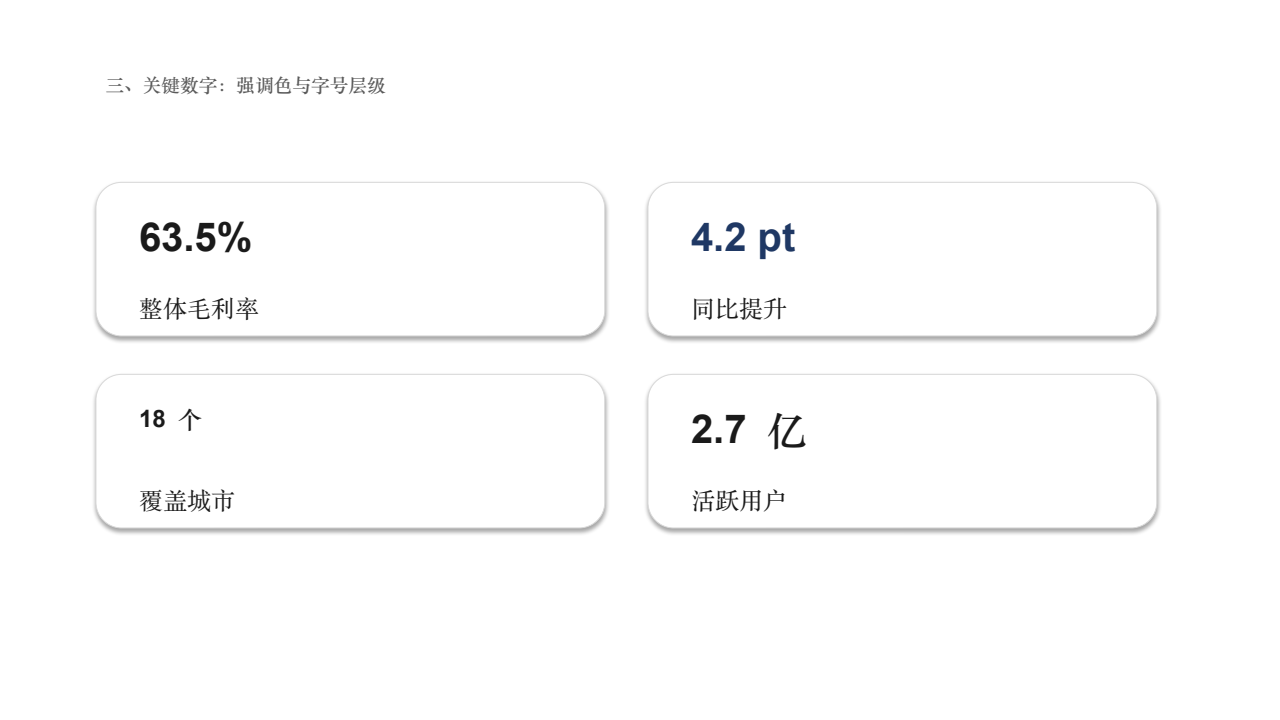 三、关键数字：强调色与字号层级
63.5%
整体毛利率
4.2 pt
同比提升
18 个
覆盖城市
2.7 亿
活跃用户